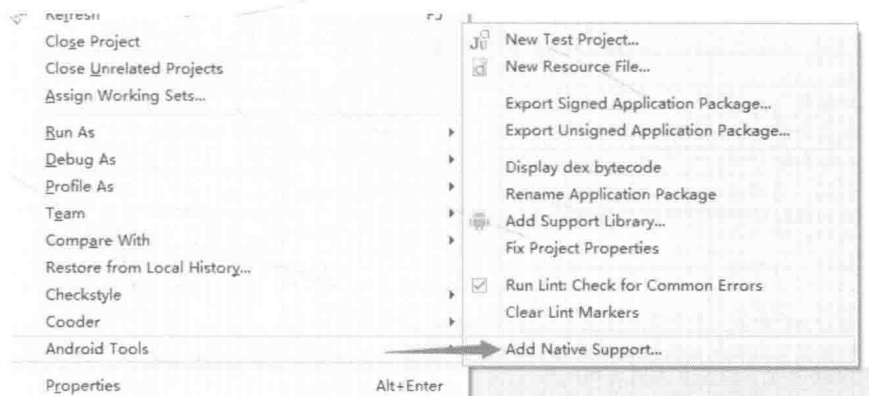 Refresh F5
Close Project
Close Unrelated Projects
Assign Working Sets...
Run As
Debug As
Profile As
Team
Compare With
Restore from Local History...
Checkstyle
Cooder
Android Tools
Properties Alt+Enter
New Test Project...
New Resource File...
Export Signed Application Package...
Export Unsigned Application Package...
Display dex bytecode
Rename Application Package
Add Support Library...
Fix Project Properties
Run Lint: Check for Common Errors
Clear Lint Markers
Add Native Support...